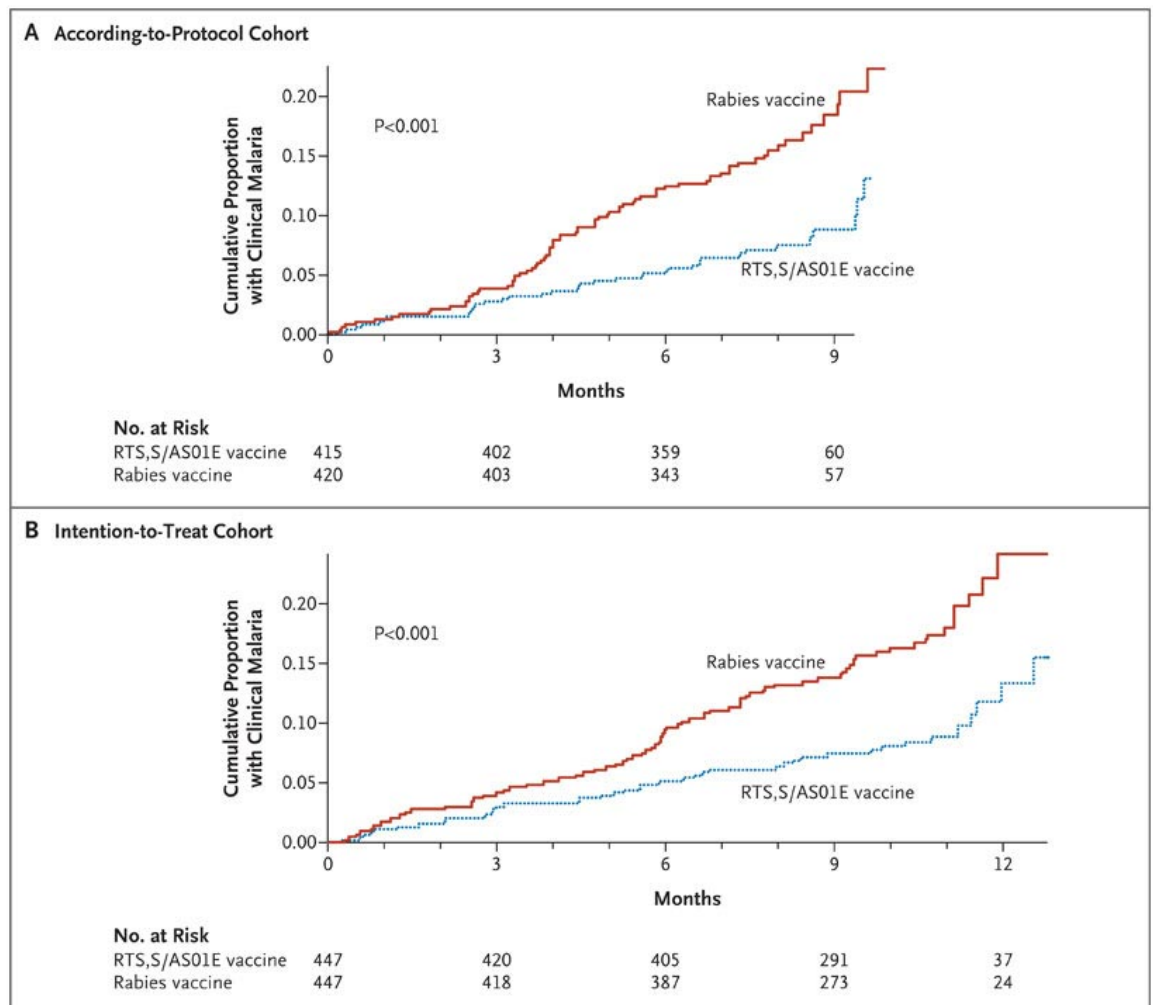 A According-to-Protocol Cohort
Cumulative Proportion
with Clinical Malaria
0.20
0.15
0.10
0.05
0.00
P<0.001
Rabies vaccine
RTS,S/AS01E vaccine
0 3 6 9
Months
No. at Risk
RTS,S/AS01E vaccine 415 402 359 60
Rabies vaccine 420 403 343 57
B Intention-to-Treat Cohort
Cumulative Proportion
with Clinical Malaria
0.20
0.15
0.10
0.05
0.00
P<0.001
Rabies vaccine
RTS,S/AS01E vaccine
0 3 6 9 12
Months
No. at Risk
RTS,S/AS01E vaccine 447 420 405 291 37
Rabies vaccine 447 418 387 273 24